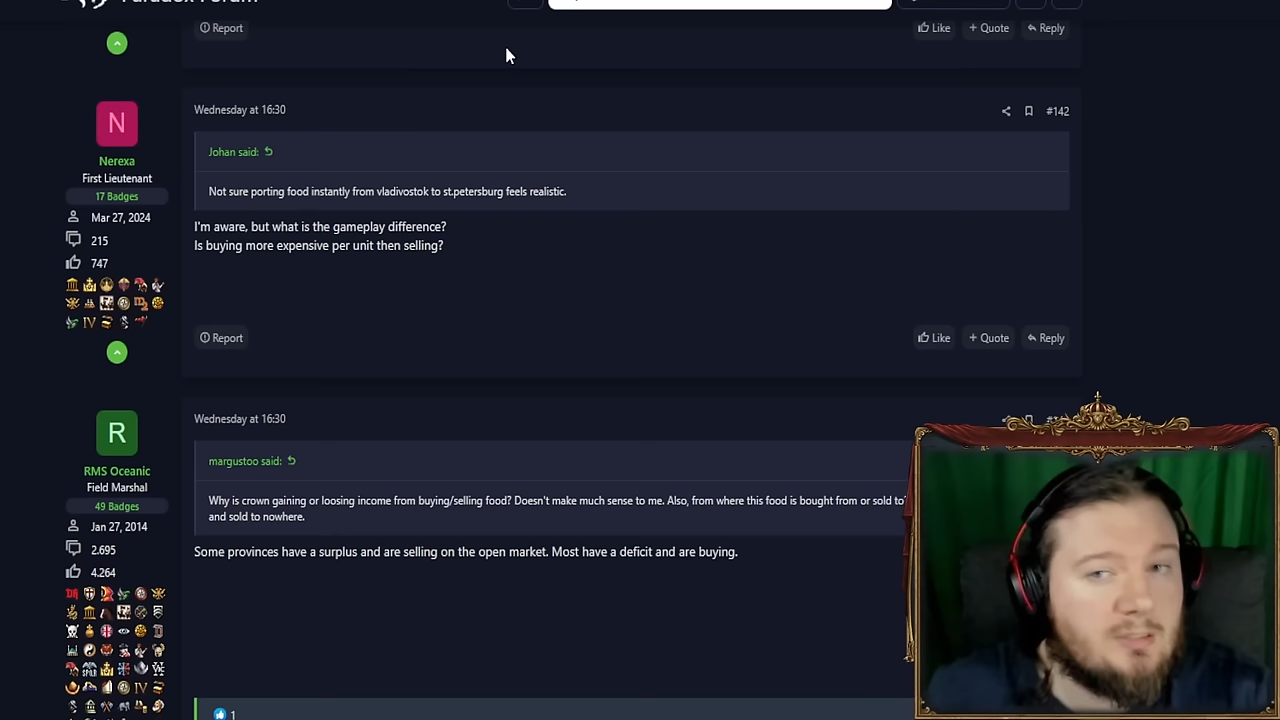 Paradox Forum
Report
Like
Quote
Reply
N
Nerexa
First Lieutenant
17 Badges
Mar 27, 2024
215
747
Wednesday at 16:30
#142
Johan said:
Not sure porting food instantly from vladivostok to st.petersburg feels realistic.
I'm aware, but what is the gameplay difference?
Is buying more expensive per unit then selling?
Report
Like
+ Quote
Reply
R
RMS Oceanic
Field Marshal
49 Badges
Jan 27, 2014
2.695
4.264
Wednesday at 16:30
margustoo said:
Why is crown gaining or loosing income from buying/selling food? Doesn't make much sense to me. Also, from where this food is bought from or sold to
and sold to nowhere.
Some provinces have a surplus and are selling on the open market. Most have a deficit and are buying.
1